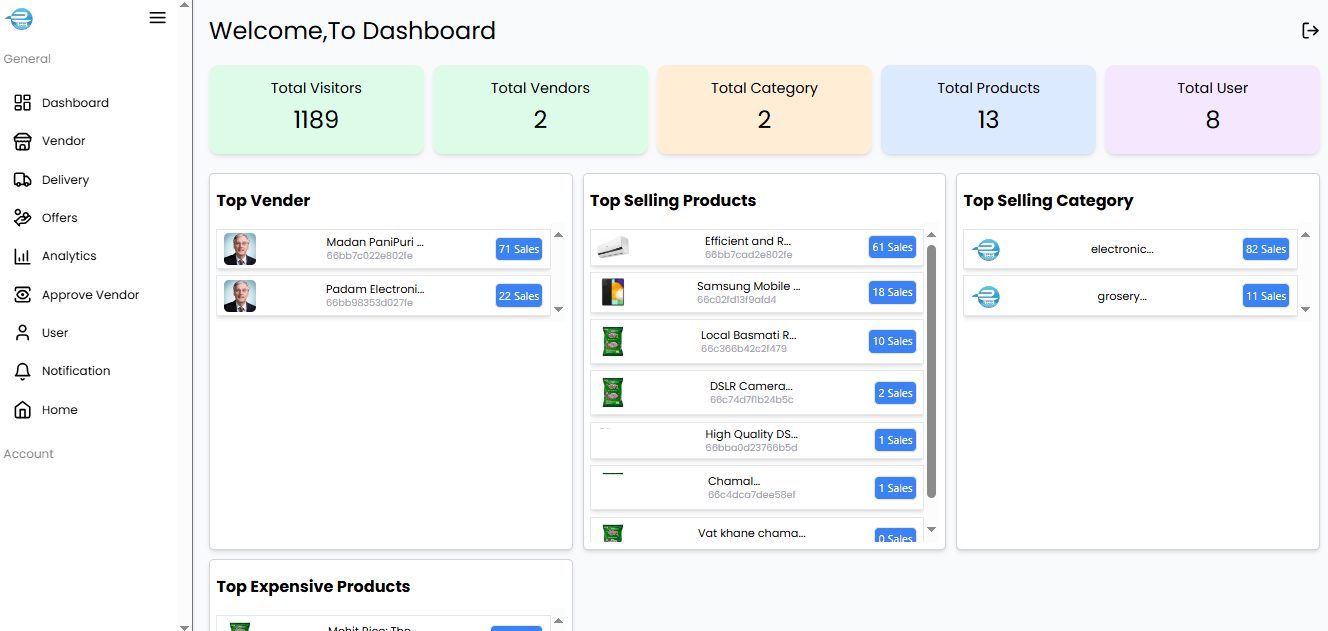 General
Dashboard
Vendor
Delivery
Offers
Analytics
Approve Vendor
User
Notification
Home
Account
Welcome,To Dashboard
Total Visitors
1189
Total Vendors
2
Total Category
2
Total Products
13
Total User
8
Top Vender
Madan PaniPuri ...
66bb7c022e802fe
71 Sales
Padam Electroni...
66bb98353d027fe
22 Sales
Top Selling Products
Efficient and R...
66bb7cad2e802fe
61 Sales
Samsung Mobile ...
66c02fd13f9afd4
18 Sales
Local Basmati R...
66c366b42c2f479
10 Sales
DSLR Camera...
66c74d7f1b24b5c
2 Sales
High Quality DS...
66bba0d23766b5d
1 Sales
Chamal...
66c4dca7dee58ef
1 Sales
Vat khane chama...
0 Sales
Top Selling Category
electronic...
82 Sales
grosery...
11 Sales
Top Expensive Products
Mohit Rice: The